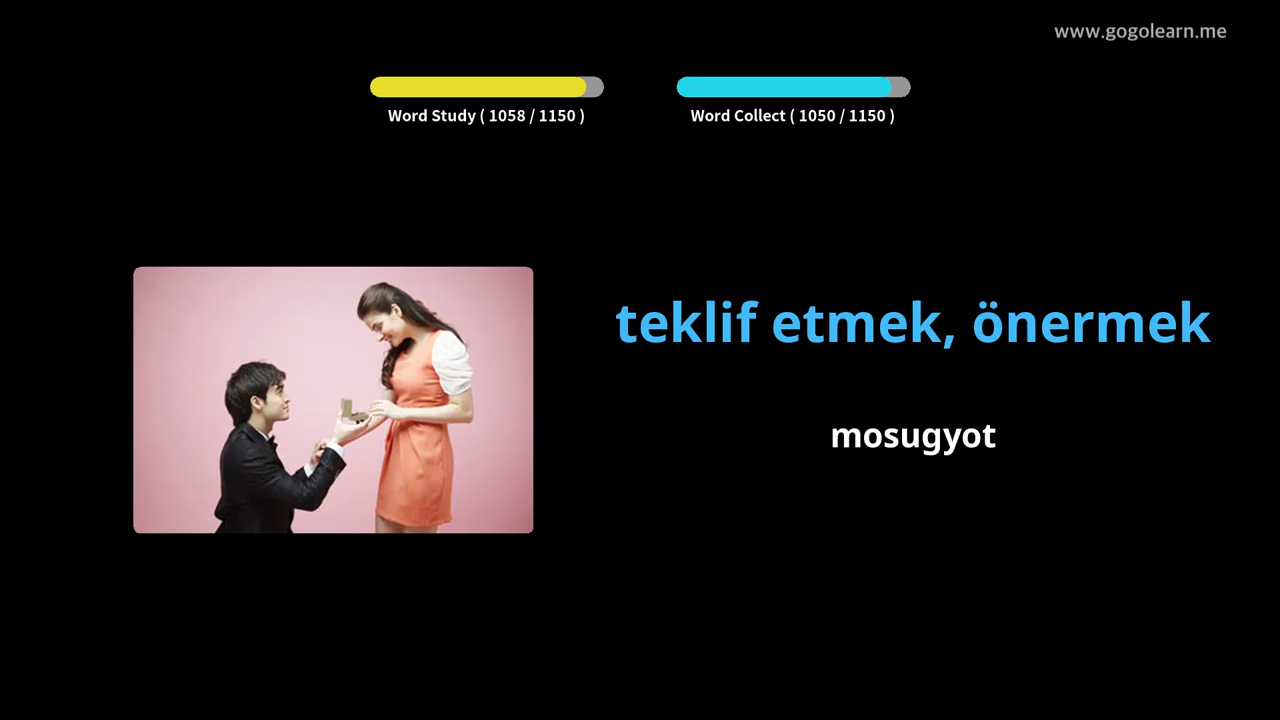 www.gogolearn.me
Word Study ( 1058 / 1150 )
Word Collect ( 1050 / 1150 )
teklif etmek, önermek
mosugyot